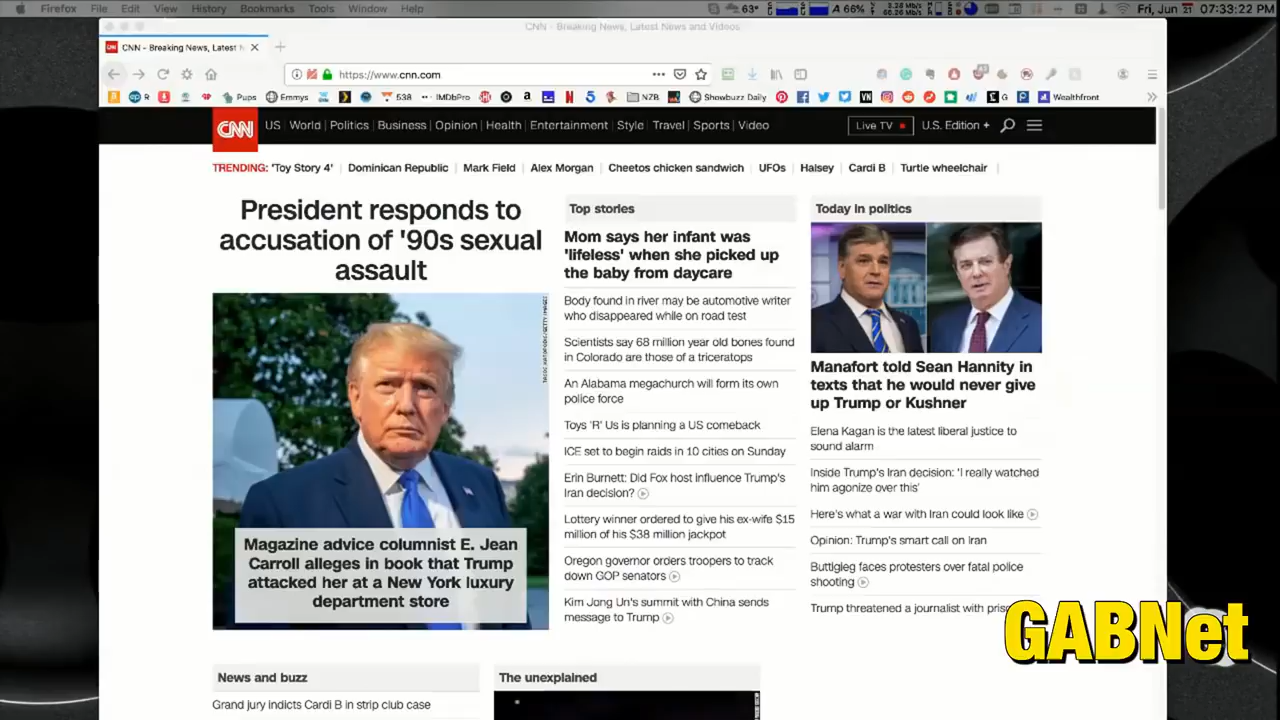 Firefox File Edit View History Bookmarks Tools Window Help
63°
66%
Fri, Jun 21 07:33:22 PM
CNN - Breaking News, Latest News and Videos
CNN - Breaking News, Latest N
https://www.cnn.com
R Pups Emmys 538 IMDbPro NZB Showbuzz Daily G Wealthfront
CNN US World Politics Business Opinion Health Entertainment Style Travel Sports Video Live TV U.S. Edition +
TRENDING: 'Toy Story 4' Dominican Republic Mark Field Alex Morgan Cheetos chicken sandwich UFOs Halsey Cardi B Turtle wheelchair
President responds to
accusation of '90s sexual
assault
Magazine advice columnist E. Jean
Carroll alleges in book that Trump
attacked her at a New York luxury
department store
Top stories
Mom says her infant was
'lifeless' when she picked up
the baby from daycare
Body found in river may be automotive writer
who disappeared while on road test
Scientists say 68 million year old bones found
in Colorado are those of a triceratops
An Alabama megachurch will form its own
police force
Toys 'R' Us is planning a US comeback
ICE set to begin raids in 10 cities on Sunday
Erin Burnett: Did Fox host influence Trump's
Iran decision?
Lottery winner ordered to give his ex-wife $15
million of his $38 million jackpot
Oregon governor orders troopers to track
down GOP senators
Kim Jong Un's summit with China sends
message to Trump
Today in politics
Manafort told Sean Hannity in
texts that he would never give
up Trump or Kushner
Elena Kagan is the latest liberal justice to
sound alarm
Inside Trump's Iran decision: 'I really watched
him agonize over this'
Here's what a war with Iran could look like
Opinion: Trump's smart call on Iran
Buttigieg faces protesters over fatal police
shooting
Trump threatened a journalist with
GABNet
News and buzz
Grand jury indicts Cardi B in strip club case
The unexplained